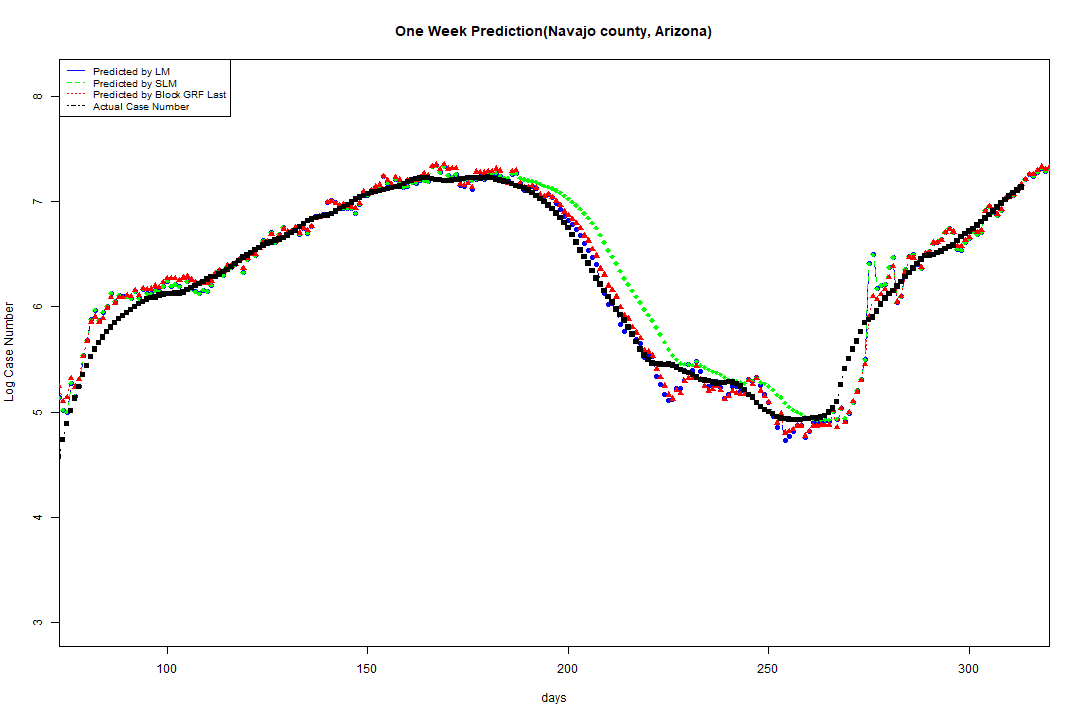 One Week Prediction(Navajo county, Arizona)
Predicted by LM
Predicted by SLM
Predicted by Block GRF Last
Actual Case Number
8
7
6
5
4
3
Log Case Number
100 150 200 250 300
days